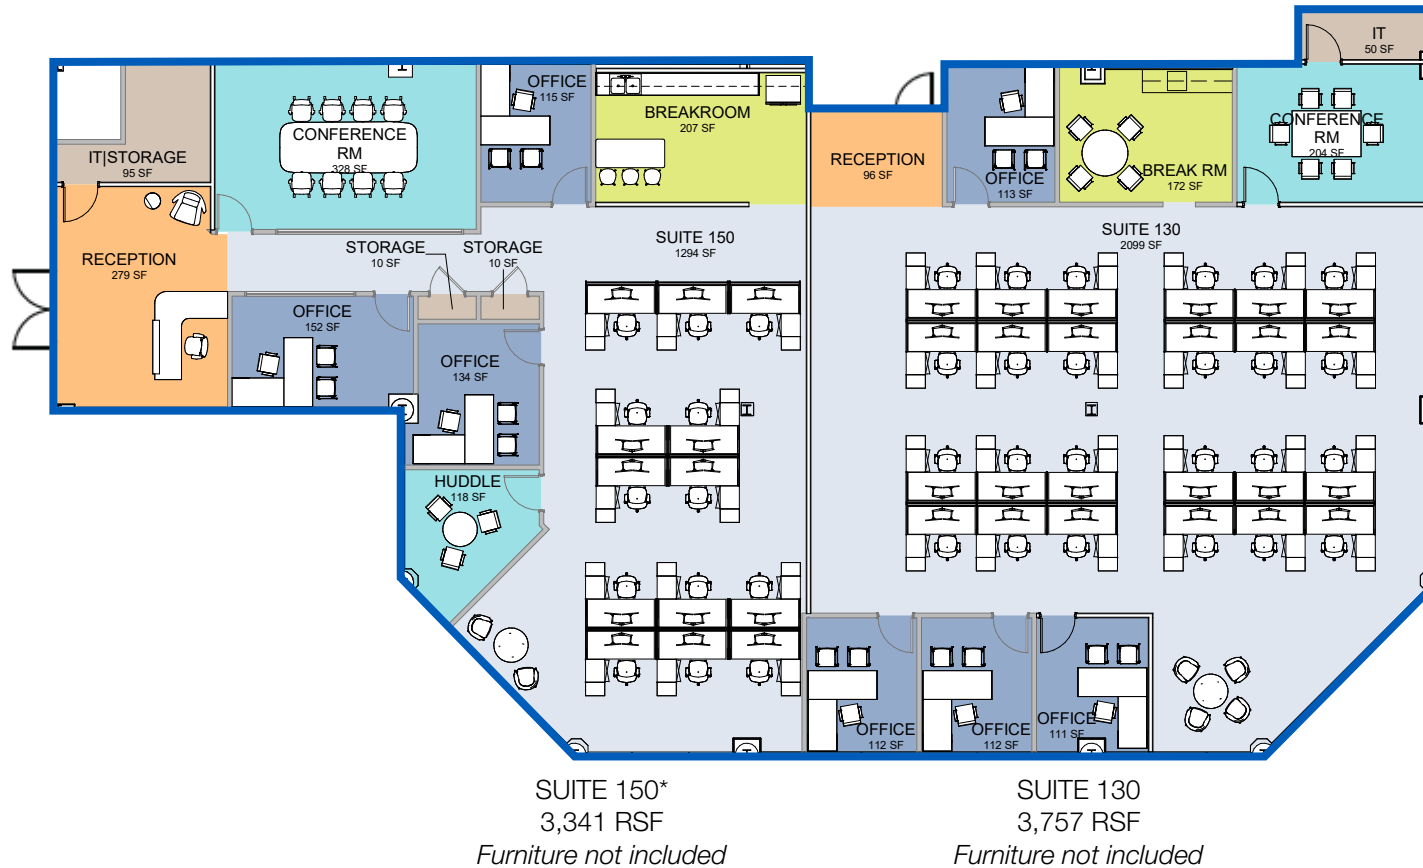 IT
50 SF
OFFICE
115 SF
BREAKROOM
207 SF
CONFERENCE
RM
328 SF
IT|STORAGE
95 SF
RECEPTION
96 SF
OFFICE
113 SF
BREAK RM
172 SF
CONFERENCE
RM
204 SF
RECEPTION
279 SF
STORAGE
10 SF
STORAGE
10 SF
SUITE 150
1294 SF
SUITE 130
2099 SF
OFFICE
152 SF
OFFICE
134 SF
HUDDLE
118 SF
OFFICE
112 SF
OFFICE
112 SF
OFFICE
111 SF
SUITE 150*
3,341 RSF
Furniture not included
SUITE 130
3,757 RSF
Furniture not included